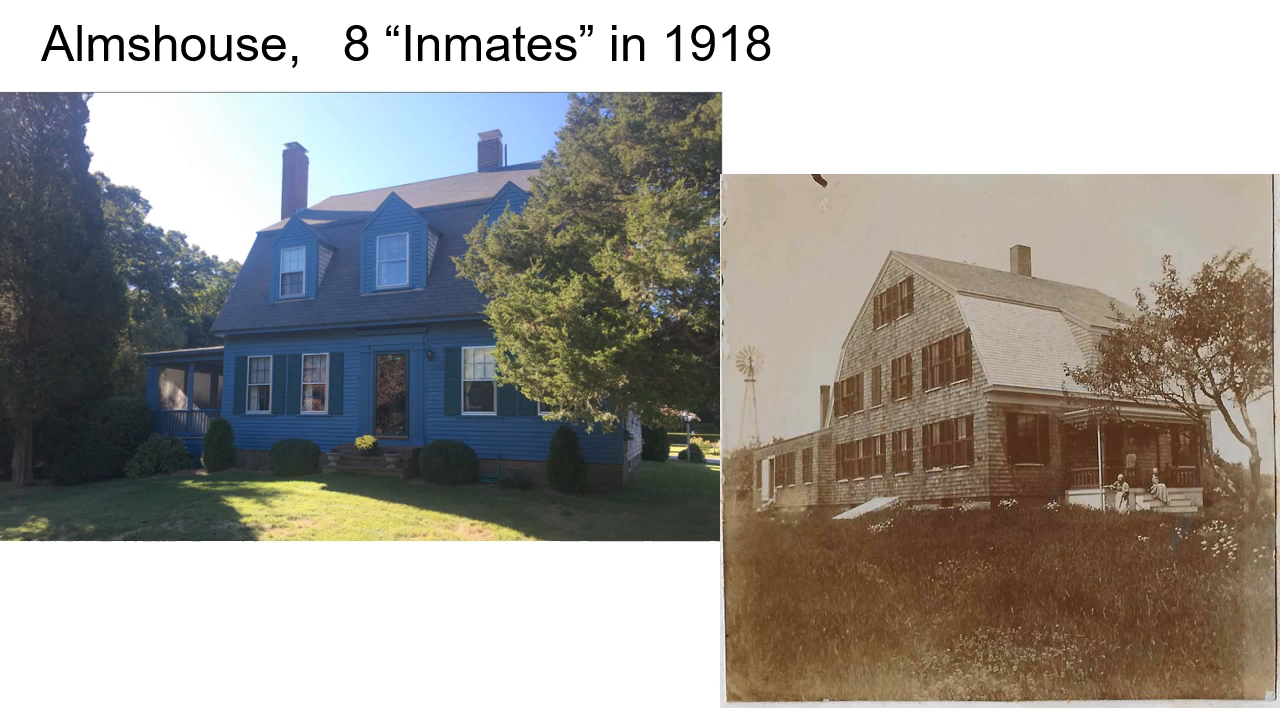 Almshouse,   8 “Inmates” in 1918